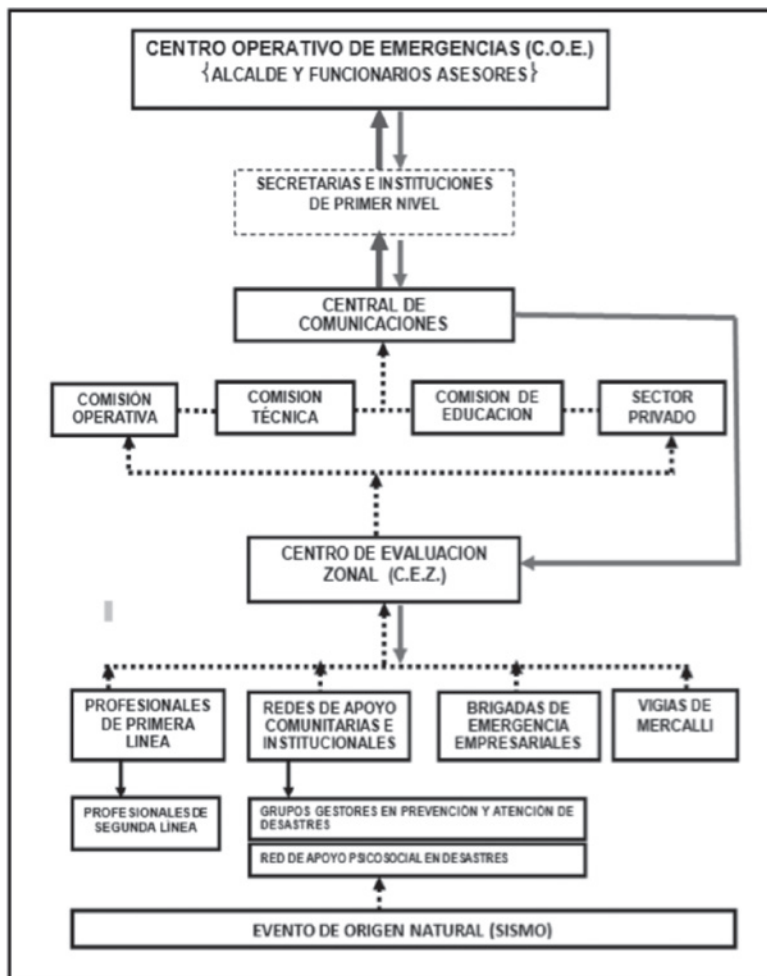 CENTRO OPERATIVO DE EMERGENCIAS (C.O.E.)
{ALCALDE Y FUNCIONARIOS ASESORES}
SECRETARIAS E INSTITUCIONES
DE PRIMER NIVEL
CENTRAL DE
COMUNICACIONES
COMISIÓN
OPERATIVA
COMISION
TÉCNICA
COMISION DE
EDUCACION
SECTOR
PRIVADO
CENTRO DE EVALUACION
ZONAL (C.E.Z.)
PROFESIONALES
DE PRIMERA
LINEA
REDES DE APOYO
COMUNITARIAS E
INSTITUCIONALES
BRIGADAS DE
EMERGENCIA
EMPRESARIALES
VIGIAS DE
MERCALLI
PROFESIONALES DE
SEGUNDA LÍNEA
GRUPOS GESTORES EN PREVENCIÓN Y ATENCIÓN DE
DESASTRES
RED DE APOYO PSICOSOCIAL EN DESASTRES
EVENTO DE ORIGEN NATURAL (SISMO)